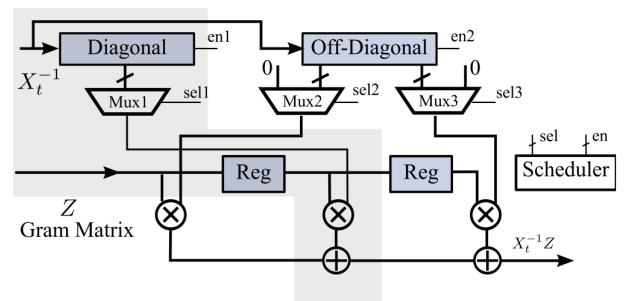 Diagonal
en1
Off-Diagonal
en2
X_t^{-1}
0
0
Mux1
sel1
Mux2
sel2
Mux3
sel3
sel
en
Scheduler
Reg
Reg
Z
Gram Matrix
X_t^{-1}Z